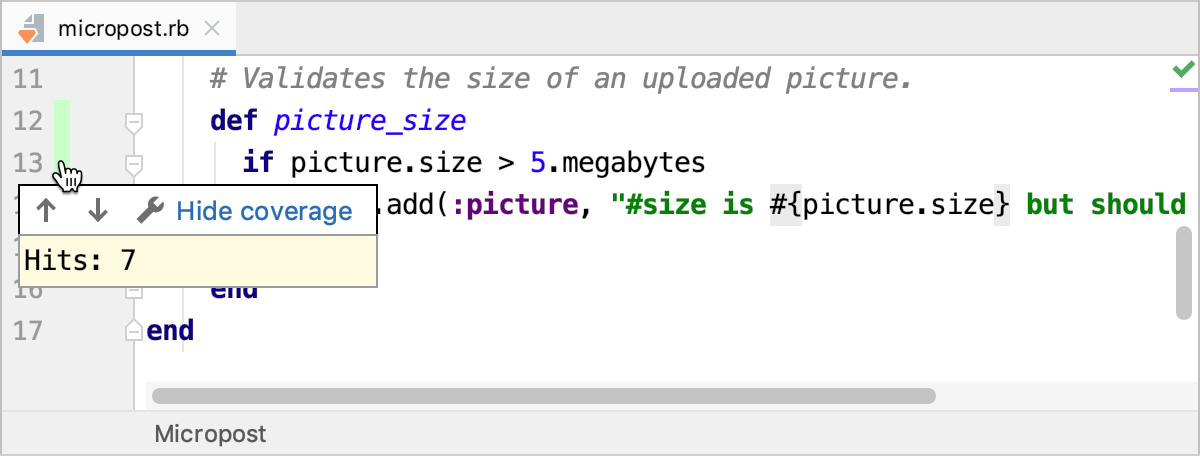 micropost.rb
11 # Validates the size of an uploaded picture.
12 def picture_size
13 if picture.size > 5.megabytes
.add(:picture, "#size is #{picture.size} but should
Hide coverage
Hits: 7
16 end
17 end
Micropost